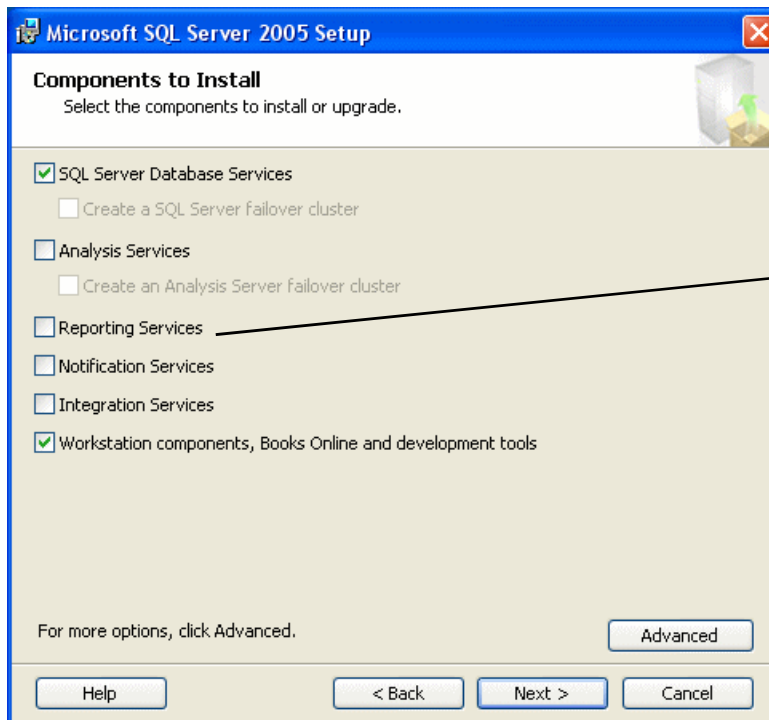 Microsoft SQL Server 2005 Setup
Components to Install
Select the components to install or upgrade.
SQL Server Database Services
Create a SQL Server failover cluster
Analysis Services
Create an Analysis Server failover cluster
Reporting Services
Notification Services
Integration Services
Workstation components, Books Online and development tools
For more options, click Advanced.
Advanced
Help
< Back
Next >
Cancel